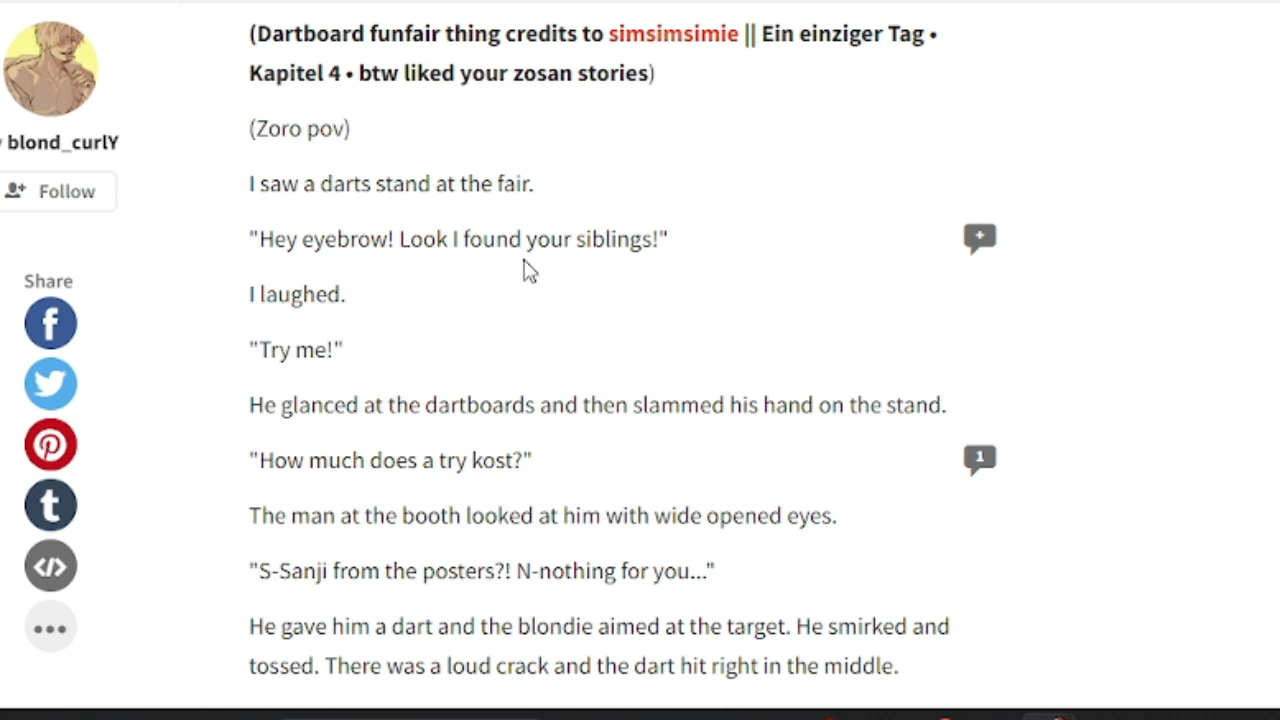 (Dartboard funfair thing credits to simsimsimie || Ein einziger Tag •
Kapitel 4 • btw liked your zosan stories)
(Zoro pov)
blond_curlY
I saw a darts stand at the fair.
Follow
"Hey eyebrow! Look I found your siblings!"
+
Share
I laughed.
"Try me!"
He glanced at the dartboards and then slammed his hand on the stand.
"How much does a try kost?"
1
The man at the booth looked at him with wide opened eyes.
"S-Sanji from the posters?! N-nothing for you..."
He gave him a dart and the blondie aimed at the target. He smirked and
tossed. There was a loud crack and the dart hit right in the middle.